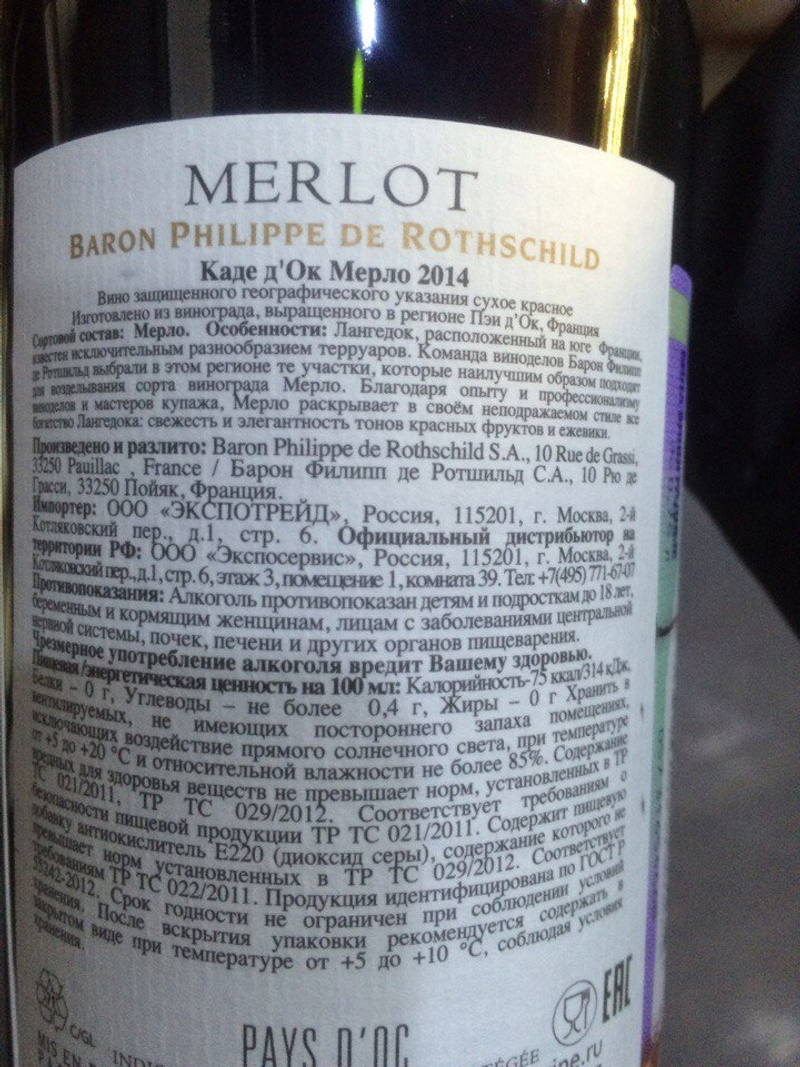 MERLOT
BARON PHILIPPE DE ROTHSCHILD
Каде д'Ок Мерло 2014
Вино защищенного географического указания сухое красное
Изготовлено из винограда, выращенного в регионе Пэи д'Ок, Франция
Сортовой состав: Мерло. Особенности: Лангедок, расположенный на юге Франции,
известен исключительным разнообразием терруаров. Команда виноделов Барон Филипп
де Ротшильд выбрали в этом регионе те участки, которые наилучшим образом подходят
для возделывания сорта винограда Мерло. Благодаря опыту и профессионализму
виноделов и мастеров купажа, Мерло раскрывает в своём неподражаемом стиле все
богатство Лангедока: свежесть и элегантность тонов красных фруктов и ежевики.
Произведено и разлито: Baron Philippe de Rothschild S.A., 10 Rue de Grassi,
33250 Pauillac , France / Барон Филипп де Ротшильд С.А., 10 Рю де
Грасси, 33250 Пойяк, Франция.
Импортер: ООО «ЭКСПОТРЕЙД», Россия, 115201, г. Москва, 2-й
Котляковский пер., д.1, стр. 6. Официальный дистрибьютор на
территории РФ: ООО «Экспосервис», Россия, 115201, г. Москва, 2-й
Котляковский пер., д.1, стр. 6, этаж 3, помещение 1, комната 39. Тел: +7(495) 771-67-07
Противопоказания: Алкоголь противопоказан детям и подросткам до 18 лет,
беременным и кормящим женщинам, лицам с заболеваниями центральной
нервной системы, почек, печени и других органов пищеварения.
Чрезмерное употребление алкоголя вредит Вашему здоровью.
Пищевая /энергетическая ценность на 100 мл: Калорийность-75 ккал/314 кДж,
Белки – 0 г, Углеводы – не более 0,4 г, Жиры – 0 г Хранить в
вентилируемых, не имеющих постороннего запаха помещениях,
исключающих воздействие прямого солнечного света, при температуре
от +5 до +20 °С и относительной влажности не более 85%. Содержание
вредных для здоровья веществ не превышает норм, установленных в ТР
ТС 021/2011, ТР ТС 029/2012. Соответствует требованиям о
безопасности пищевой продукции ТР ТС 021/2011. Содержит пищевую
добавку антиокислитель Е220 (диоксид серы), содержание которого не
превышает норм установленных в ТР ТС 029/2012. Соответствует
требованиям ТР ТС 022/2011. Продукция идентифицирована по ГОСТ Р
55242-2012. Срок годности не ограничен при соблюдении условий
хранения. После вскрытия упаковки рекомендуется содержать в
закрытом виде при температуре от +5 до +10 °С, соблюдая условия
хранения.
71
C/GL
EAC
PAYS D'OC
MIS EN
INDIC
ÉGÉE
ine.ru